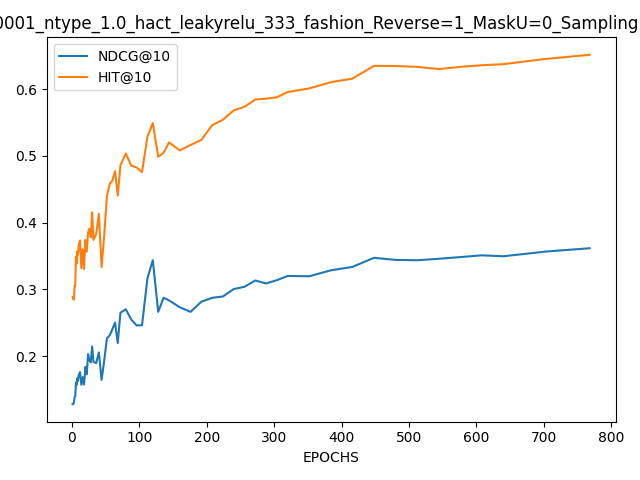 0001_ntype_1.0_hact_leakyrelu_333_fashion_Reverse=1_MaskU=0_Sampling
NDCG@10
HIT@10
0.6
0.5
0.4
0.3
0.2
0 100 200 300 400 500 600 700 800
EPOCHS